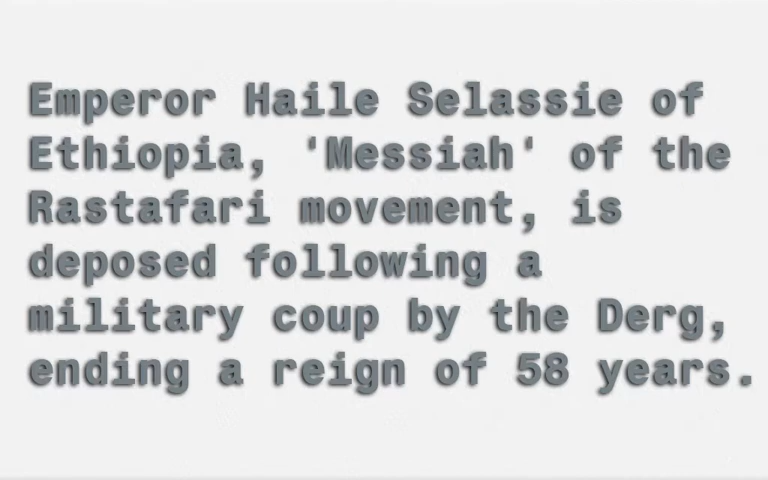 Emperor Haile Selassie of
Ethiopia, 'Messiah' of the
Rastafari movement, is
deposed following a
military coup by the Derg,
ending a reign of 58 years.